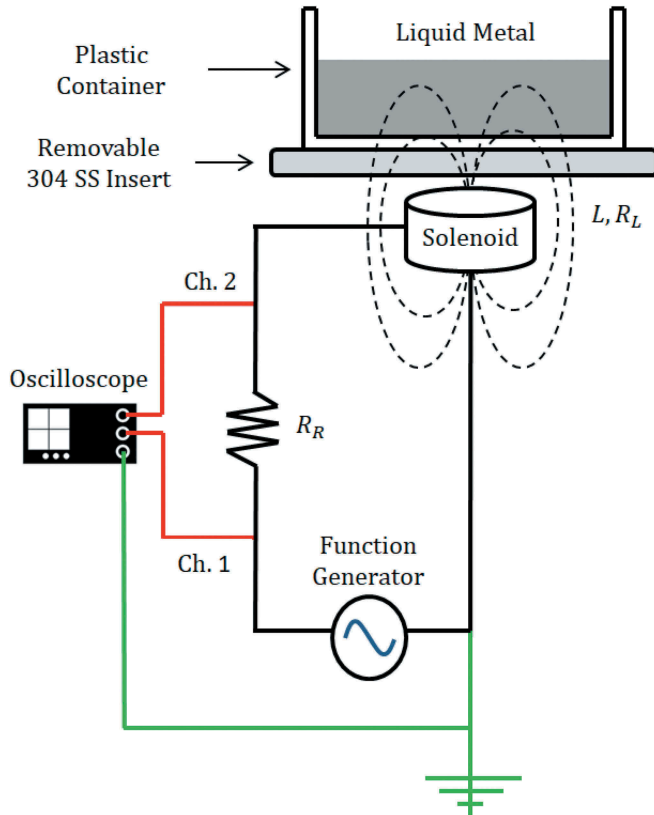 Liquid Metal
Plastic
Container
Removable
304 SS Insert
L, R_L
Solenoid
Ch. 2
Oscilloscope
R_R
Ch. 1
Function
Generator